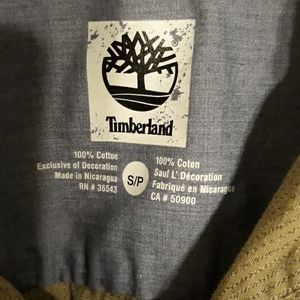 Timberland
100% Cotton
Exclusive of Decoration
Made in Nicaragua
RN # 36543
S/P
100% Coton
Sauf L' Décoration
Fabriqué en Nicaragua
CA # 50900